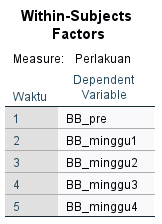 Within-Subjects
Factors
Measure: Perlakuan
Waktu Dependent Variable
1 BB_pre
2 BB_minggu1
3 BB_minggu2
4 BB_minggu3
5 BB_minggu4